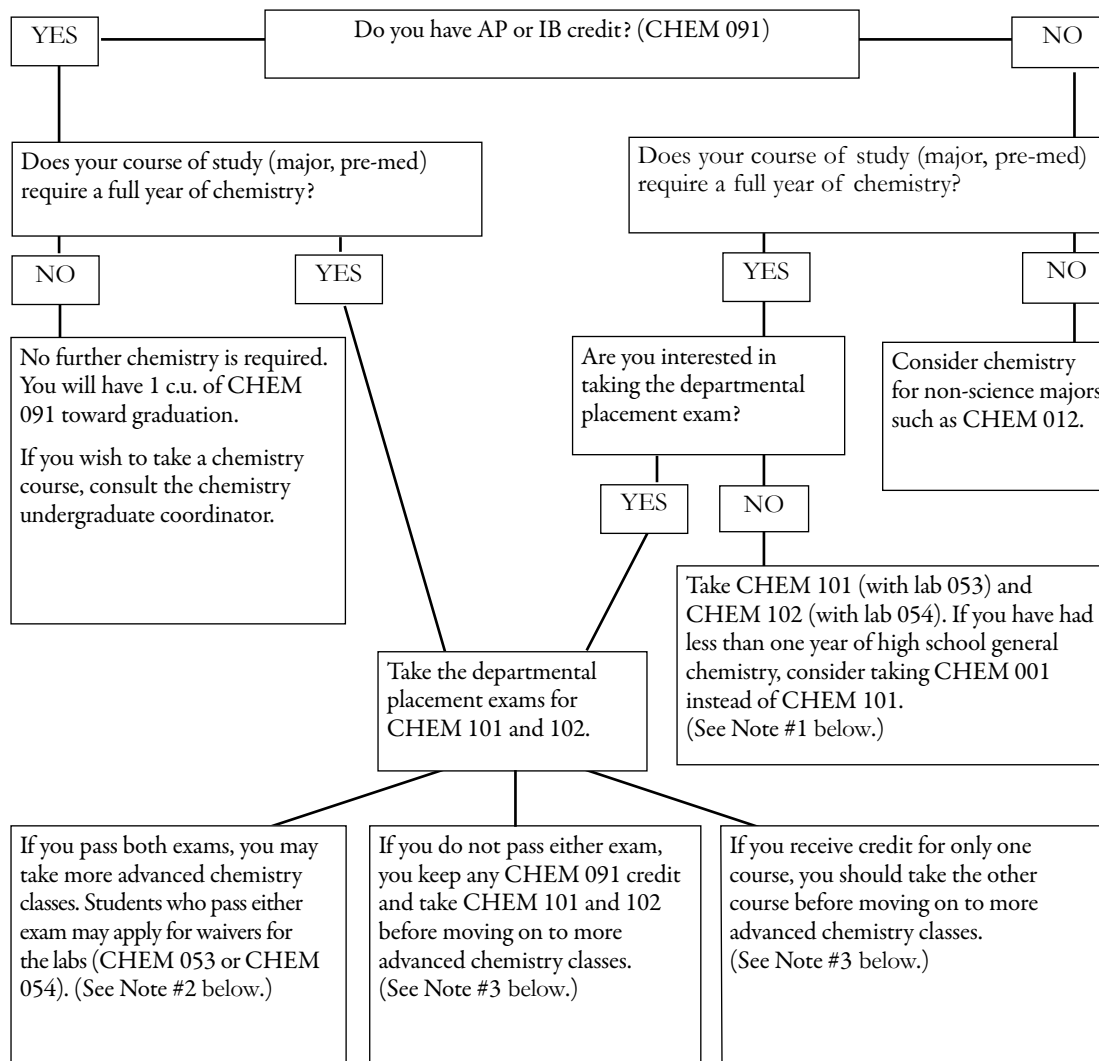 YES
Do you have AP or IB credit? (CHEM 091)
NO
Does your course of study (major, pre-med)
require a full year of chemistry?
Does your course of study (major, pre-med)
require a full year of chemistry?
NO
YES
YES
NO
No further chemistry is required.
You will have 1 c.u. of CHEM
091 toward graduation.
If you wish to take a chemistry
course, consult the chemistry
undergraduate coordinator.
Are you interested in
taking the departmental
placement exam?
Consider chemistry
for non-science majors
such as CHEM 012.
YES
NO
Take CHEM 101 (with lab 053) and
CHEM 102 (with lab 054). If you have had
less than one year of high school general
chemistry, consider taking CHEM 001
instead of CHEM 101.
(See Note #1 below.)
Take the departmental
placement exams for
CHEM 101 and 102.
If you pass both exams, you may
take more advanced chemistry
classes. Students who pass either
exam may apply for waivers for
the labs (CHEM 053 or CHEM
054). (See Note #2 below.)
If you do not pass either exam,
you keep any CHEM 091 credit
and take CHEM 101 and 102
before moving on to more
advanced chemistry classes.
(See Note #3 below.)
If you receive credit for only one
course, you should take the other
course before moving on to more
advanced chemistry classes.
(See Note #3 below.)